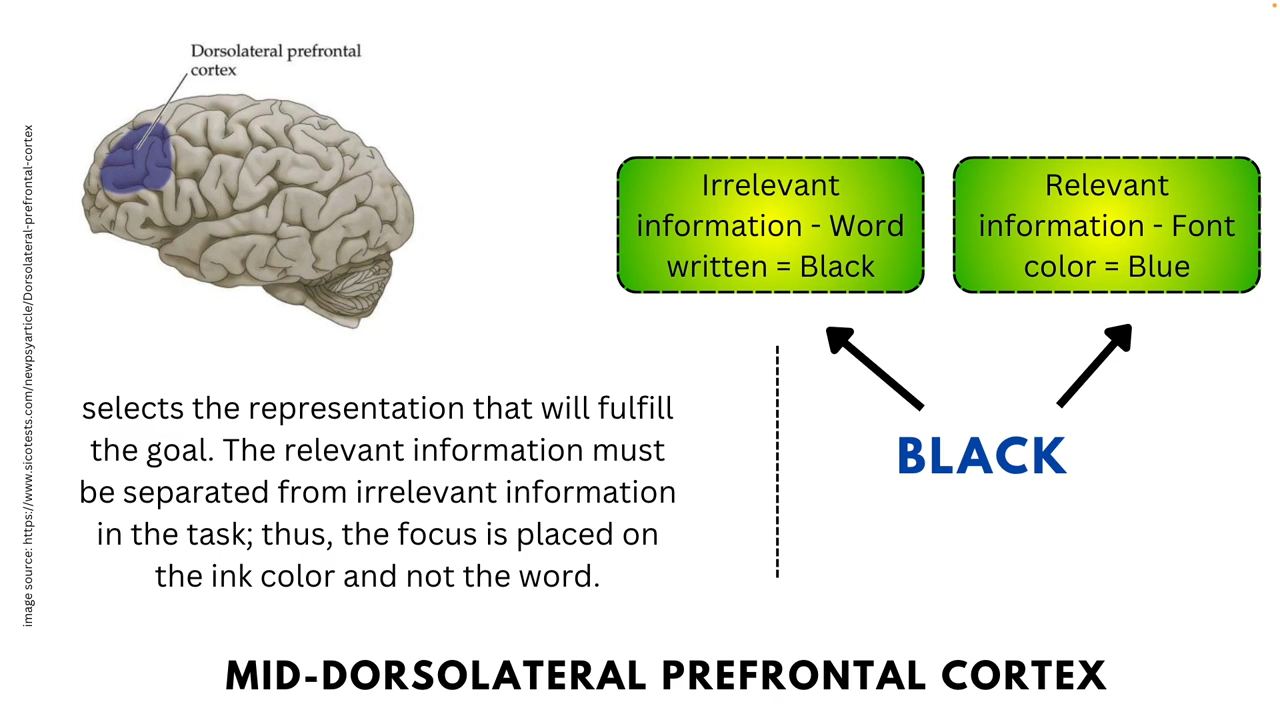 Dorsolateral prefrontal
cortex
image source: https://www.sicotests.com/newpsyarticle/Dorsolateral-prefrontal-cortex
Irrelevant
information - Word
written = Black
Relevant
information - Font
color = Blue
BLACK
selects the representation that will fulfill
the goal. The relevant information must
be separated from irrelevant information
in the task; thus, the focus is placed on
the ink color and not the word.
MID-DORSOLATERAL PREFRONTAL CORTEX